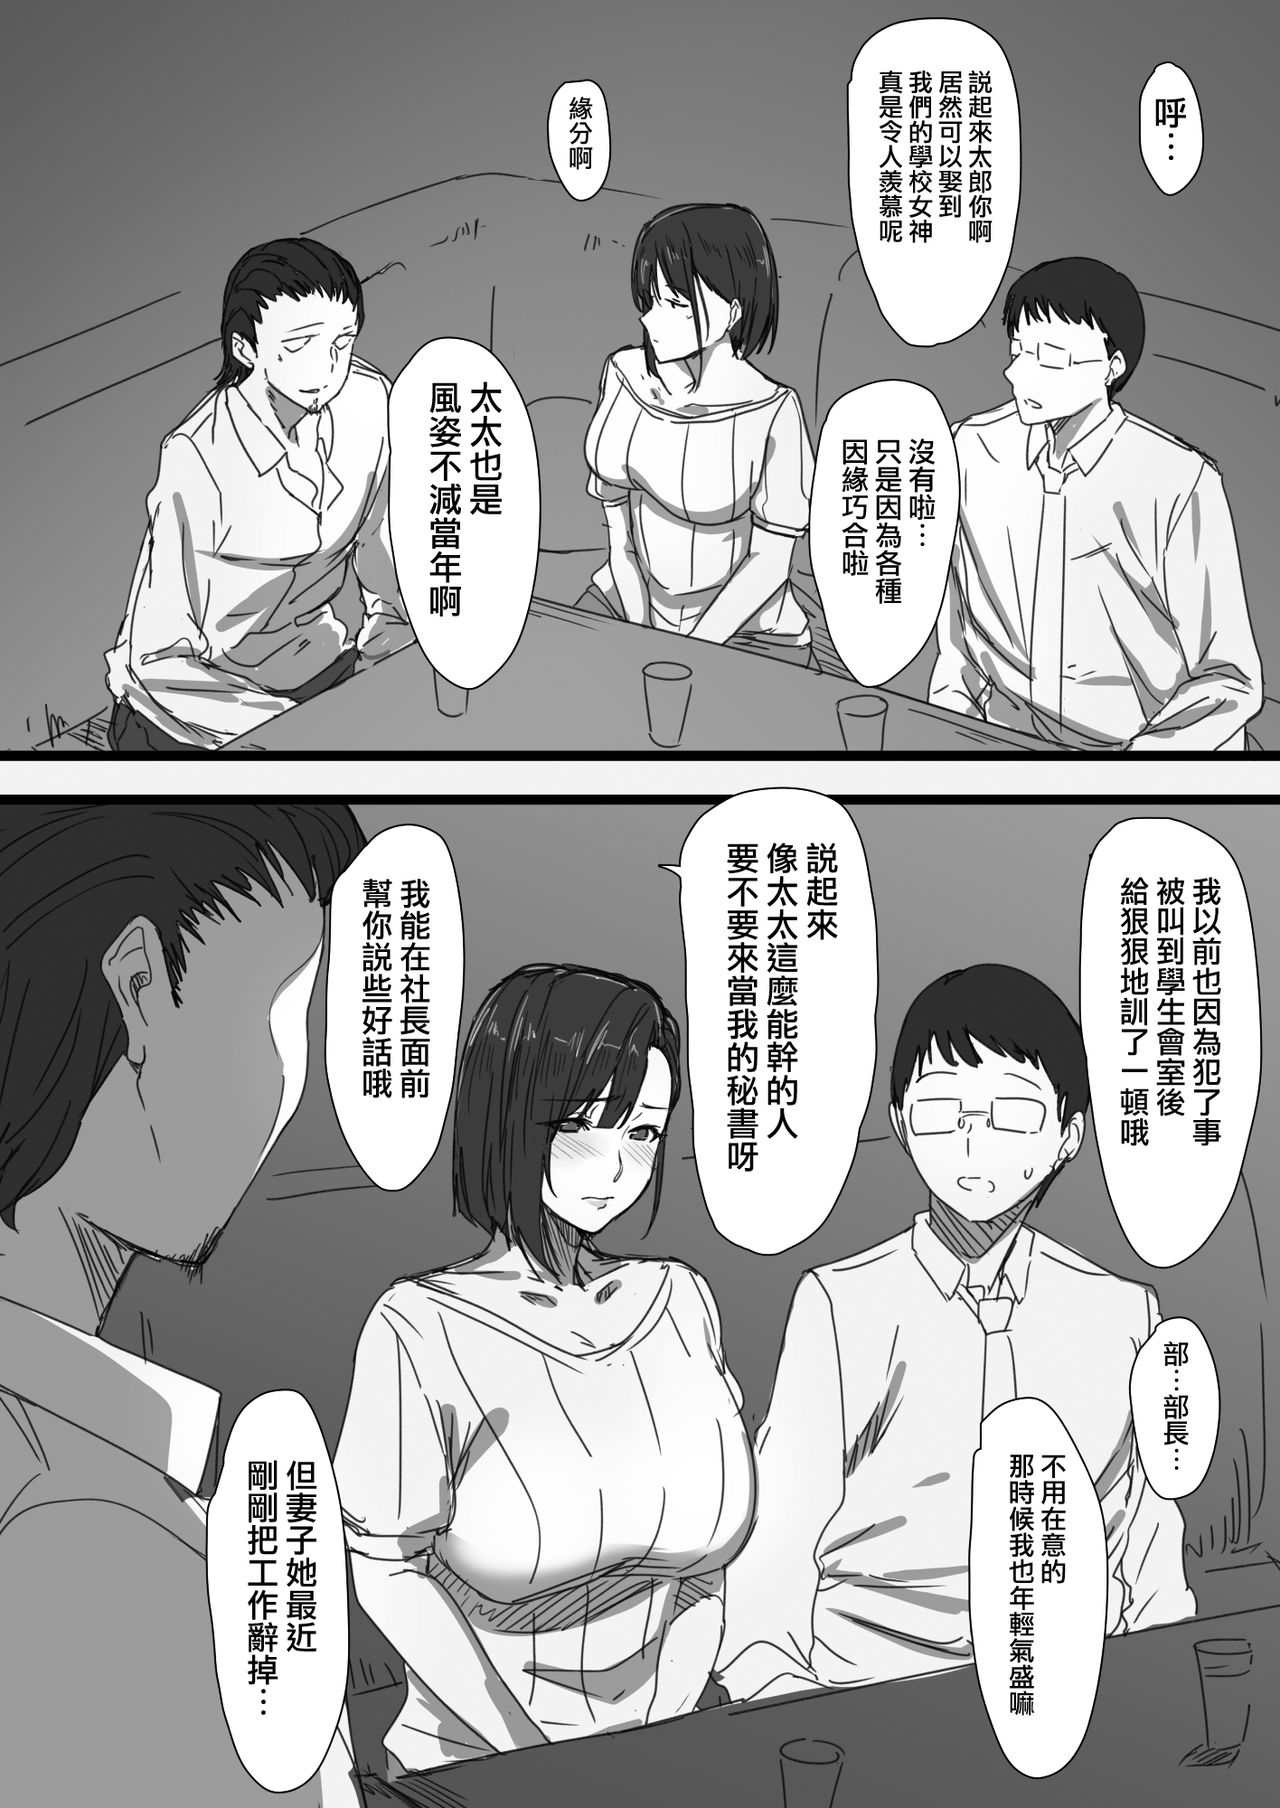 呼…
説起來太郎你啊
居然可以娶到
我們的學校女神
真是令人羨慕呢
緣分啊
沒有啦…
只是因為各種
因緣巧合啦
太太也是
風姿不減當年啊
我以前也因為犯了事
被叫到學生會室後
給狠狠地訓了一頓哦
部…部長…
不用在意的
那時候我也年輕氣盛嘛
説起來
像太太這麼能幹的人
要不要來當我的秘書呀
我能在社長面前
幫你説些好話哦
但妻子她最近
剛剛把工作辭掉…